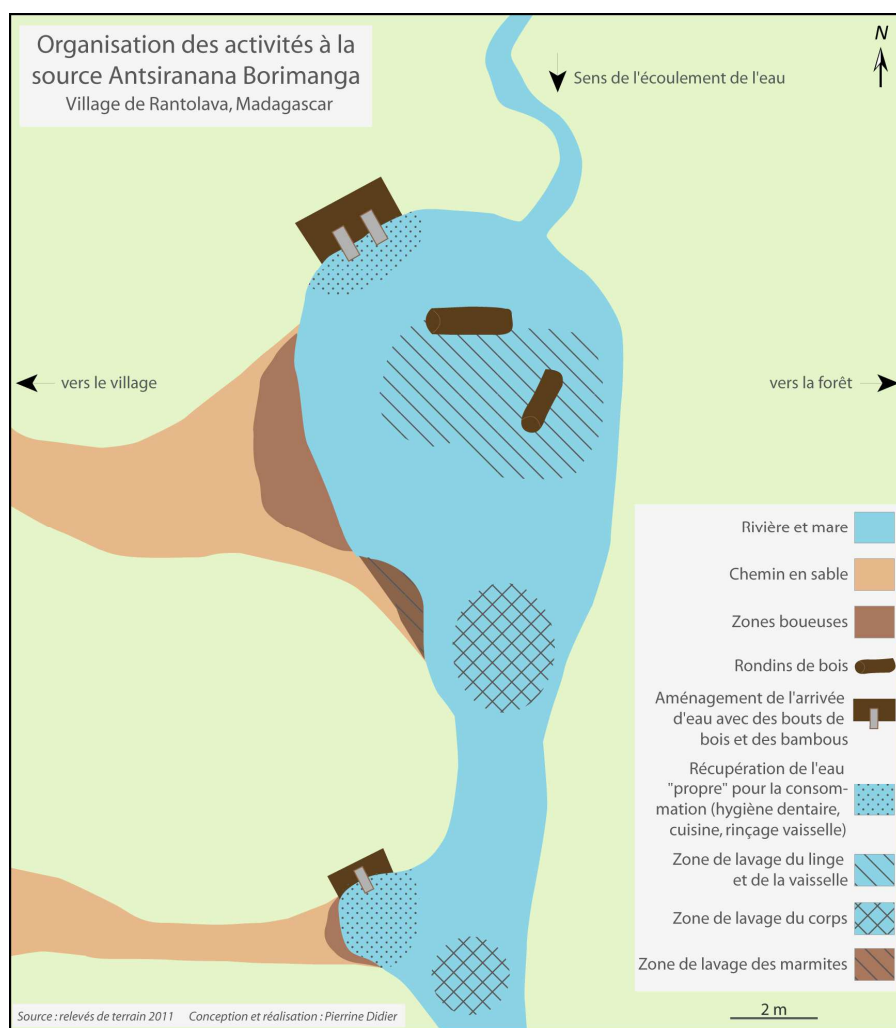 Organisation des activités à la
source Antsiranana Borimanga
Village de Rantolava, Madagascar
N
Sens de l'écoulement de l'eau
vers le village
vers la forêt
Rivière et mare
Chemin en sable
Zones boueuses
Rondins de bois
Aménagement de l'arrivée
d'eau avec des bouts de
bois et des bambous
Récupération de l'eau
"propre" pour la consom-
mation (hygiène dentaire,
cuisine, rinçage vaisselle)
Zone de lavage du linge
et de la vaisselle
Zone de lavage du corps
Zone de lavage des marmites
2 m
Source : relevés de terrain 2011 Conception et réalisation : Pierrine Didier